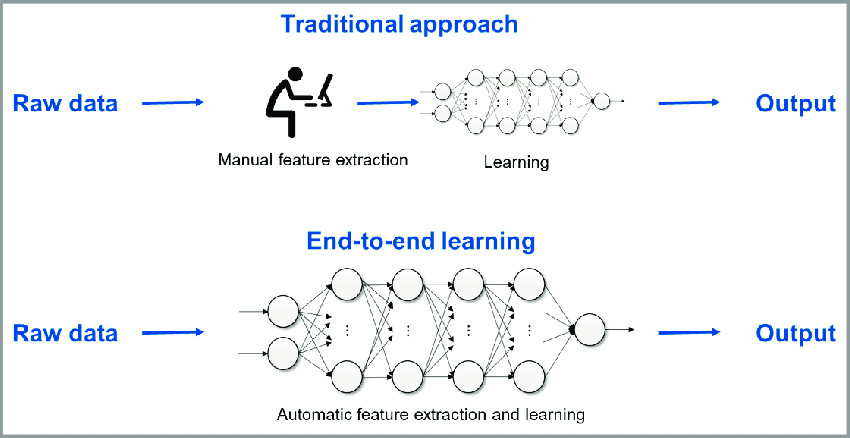 Traditional approach
Raw data
Output
Manual feature extraction
Learning
End-to-end learning
Raw data
Output
Automatic feature extraction and learning